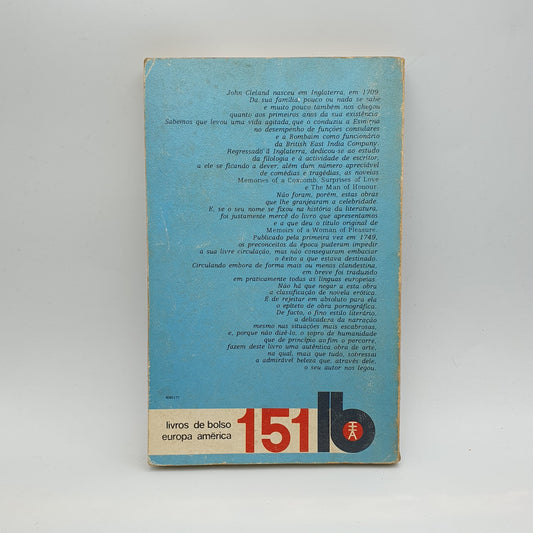 John Cleland nasceu em Inglaterra, em 1709.
Da sua família, pouco ou nada se sabe
e muito pouco também nos chegou
quanto aos primeiros anos da sua existência.
Sabemos que levou uma vida agitada, que o conduziu a Esmirna
no desempenho de funções consulares
e a Bombaim como funcionário
da British East India Company.
Regressado à Inglaterra, dedicou-se ao estudo
da filologia e à actividade de escritor,
a ele se ficando a dever, além dum número apreciável
de comédias e tragédias, as novelas
Memories of a Coxcomb, Surprises of Love
e The Man of Honour.
Não foram, porém, estas obras
que lhe granjearam a celebridade.
E, se o seu nome se fixou na história da literatura,
foi justamente mercê do livro que apresentamos
e a que deu o título original de
Memoirs of a Woman of Pleasure.
Publicado pela primeira vez em 1749,
os preconceitos da época puderam impedir
a sua livre circulação, mas não conseguiram embaciar
o êxito a que estava destinado.
Circulando embora de forma mais ou menos clandestina,
em breve foi traduzido
em praticamente todas as línguas europeias.
Não há que negar a esta obra
a classificação de novela erótica.
É de rejeitar em absoluto para ela
o epíteto de obra pornográfica.
De facto, o fino estilo literário,
a delicadeza da narração
mesmo nas situações mais escabrosas,
e, porque não dizê-lo, o sopro de humanidade
que de princípio ao fim o percorre,
fazem deste livro uma autêntica obra de arte,
na qual, mais que tudo, sobressai
a admirável beleza que, através dele,
o seu autor nos legou.
livros de bolso
europa américa
151 lb
EA